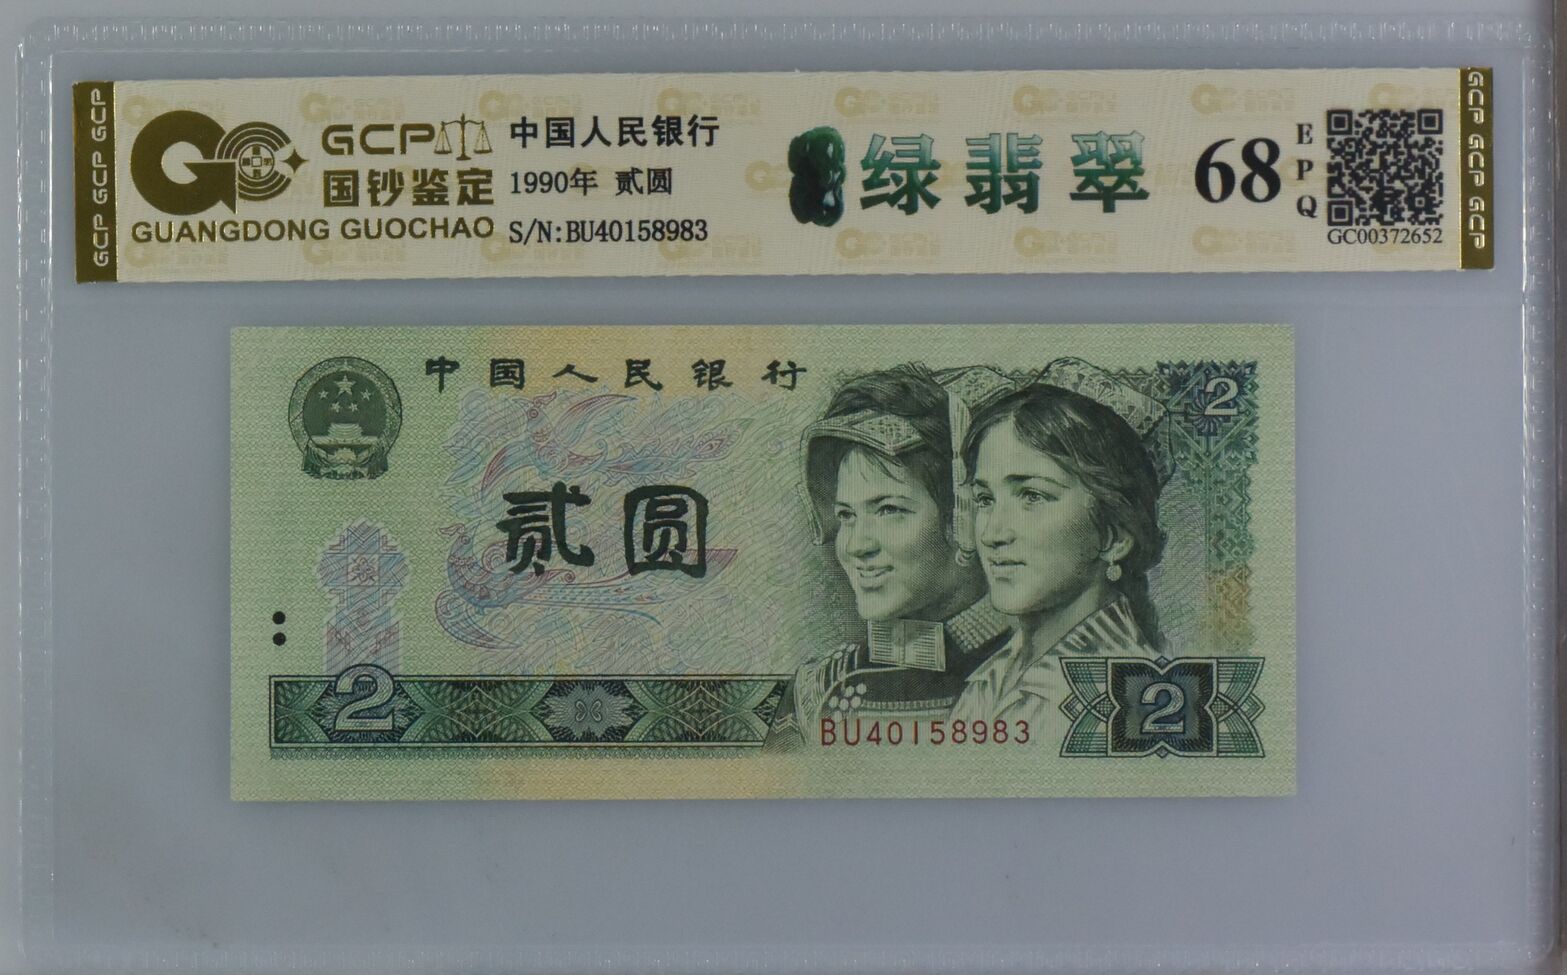 GCP GCP GCP
GCP
国钞鉴定
GUANGDONG GUOCHAO
中国人民银行
1990年 贰圆
S/N:BU40158983
绿翡翠
68
EPQ
GC00372652
GCP GCP GCP
中国人民银行
贰圆
2
2
2
BU40158983